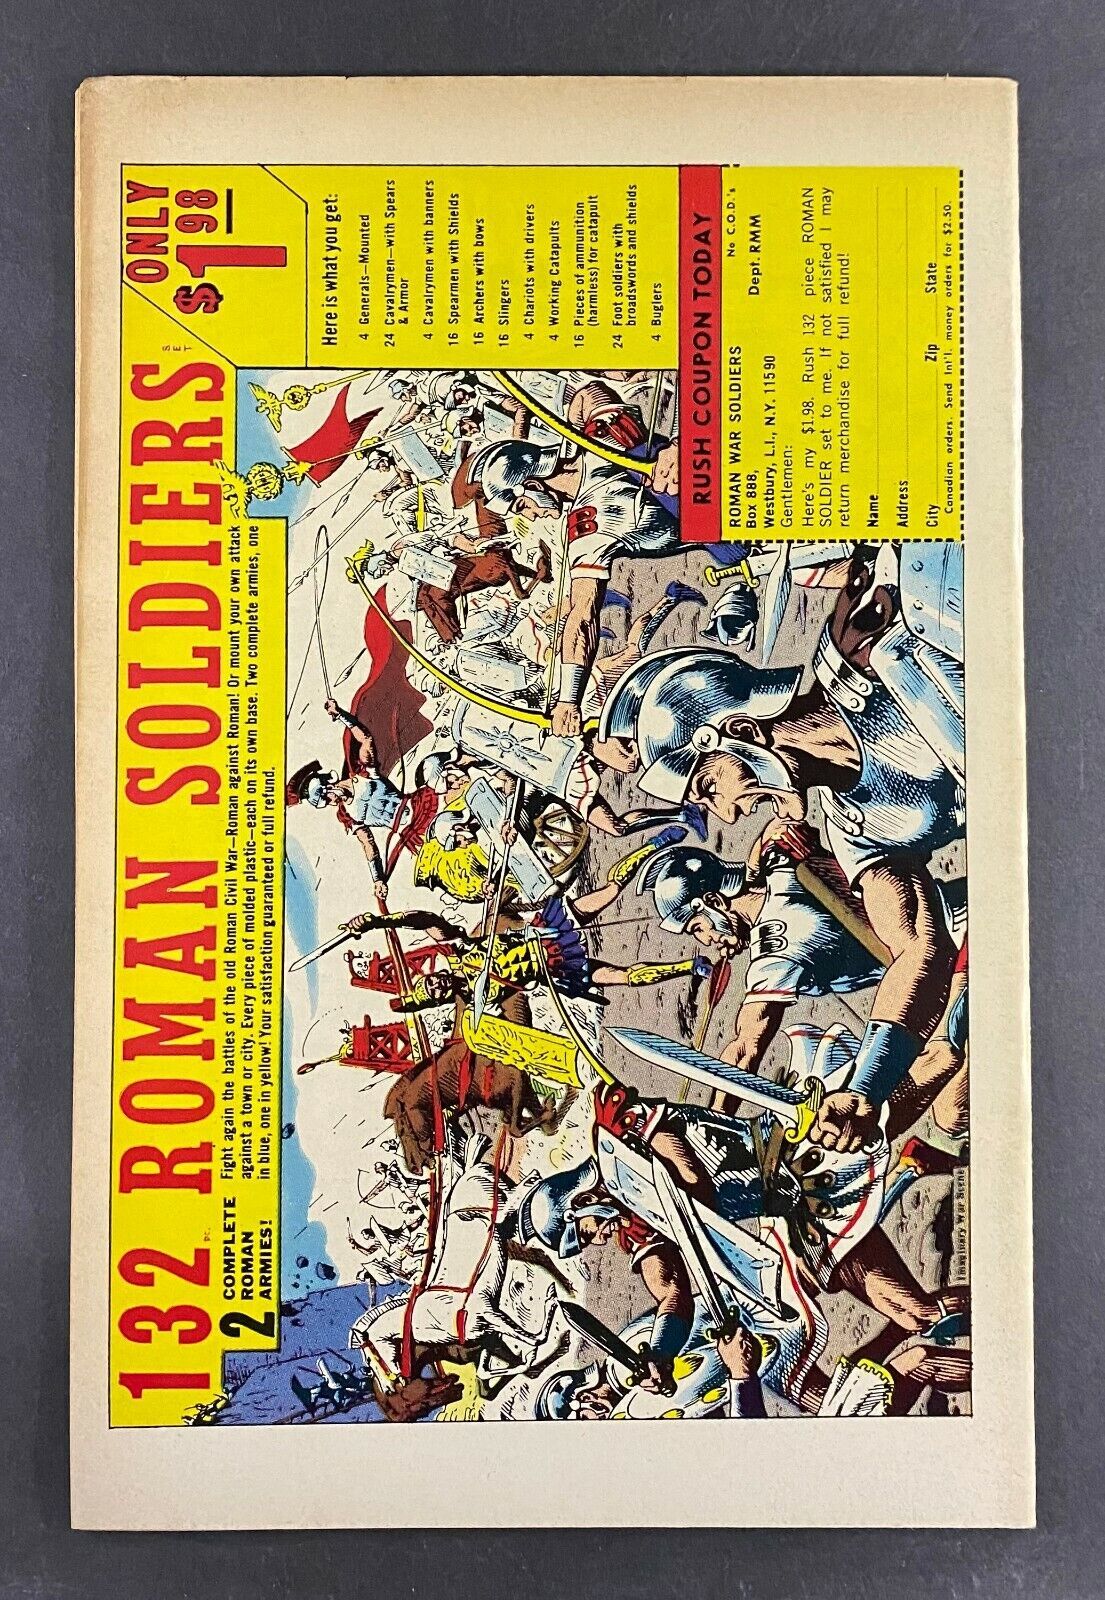 132 PC. ROMAN SOLDIERS SET
ONLY
$1.98
2 COMPLETE
ROMAN
ARMIES!
Fight again the battles of the old Roman Civil War—Roman against Roman! Or mount your own attack
against a town or city. Every piece of molded plastic—each on its own base. Two complete armies, one
in blue, one in yellow! Your satisfaction guaranteed or full refund.
Here is what you get:
4 Generals—Mounted
24 Cavalrymen—with Spears
& Armor
4 Cavalrymen with banners
16 Spearmen with Shields
16 Archers with bows
16 Slingers
4 Chariots with drivers
4 Working Catapults
16 Pieces of ammunition
(harmless) for catapult
24 Foot soldiers with
broadswords and shields
4 Buglers
RUSH COUPON TODAY
ROMAN WAR SOLDIERS No C.O.D.'s
Box 888, Dept. RMM
Westbury, L.I., N.Y. 11590
Gentlemen:
Here's my $1.98. Rush 132 piece ROMAN
SOLDIER set to me. If not satisfied I may
return merchandise for full refund!
Name
Address
City Zip State
Canadian orders. Send Int'l. money orders for $2.50.
Imaginary War Scene